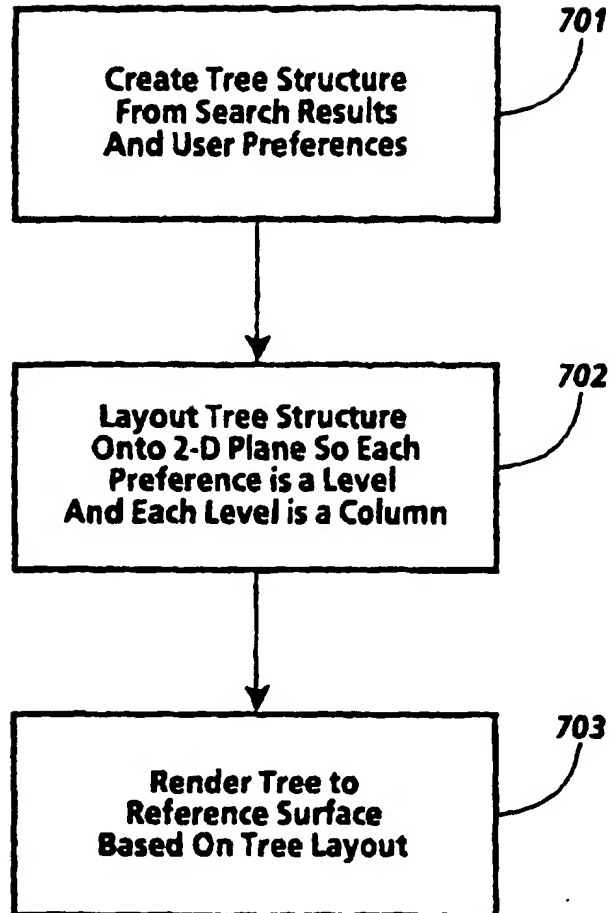 701
Create Tree Structure
From Search Results
And User Preferences
702
Layout Tree Structure
Onto 2-D Plane So Each
Preference is a Level
And Each Level is a Column
703
Render Tree to
Reference Surface
Based On Tree Layout